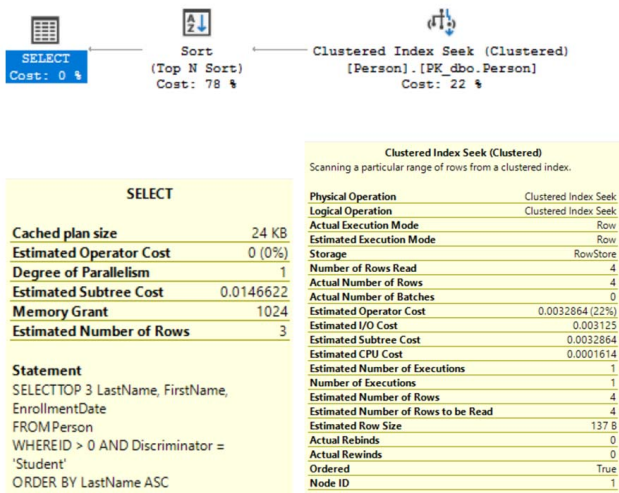 SELECT
Cost: 0 %
Sort
(Top N Sort)
Cost: 78 %
Clustered Index Seek (Clustered)
[Person].[PK_dbo.Person]
Cost: 22 %
SELECT
Cached plan size 24 KB
Estimated Operator Cost 0 (0%)
Degree of Parallelism 1
Estimated Subtree Cost 0.0146622
Memory Grant 1024
Estimated Number of Rows 3
Statement
SELECTTOP 3 LastName, FirstName,
EnrollmentDate
FROMPerson
WHEREID > 0 AND Discriminator =
'Student'
ORDER BY LastName ASC
Clustered Index Seek (Clustered)
Scanning a particular range of rows from a clustered index.
Physical Operation Clustered Index Seek
Logical Operation Clustered Index Seek
Actual Execution Mode Row
Estimated Execution Mode Row
Storage RowStore
Number of Rows Read 4
Actual Number of Rows 4
Actual Number of Batches 0
Estimated Operator Cost 0.0032864 (22%)
Estimated I/O Cost 0.003125
Estimated Subtree Cost 0.0032864
Estimated CPU Cost 0.0001614
Estimated Number of Executions 1
Number of Executions 1
Estimated Number of Rows 4
Estimated Number of Rows to be Read 4
Estimated Row Size 137 B
Actual Rebinds 0
Actual Rewinds 0
Ordered True
Node ID 1